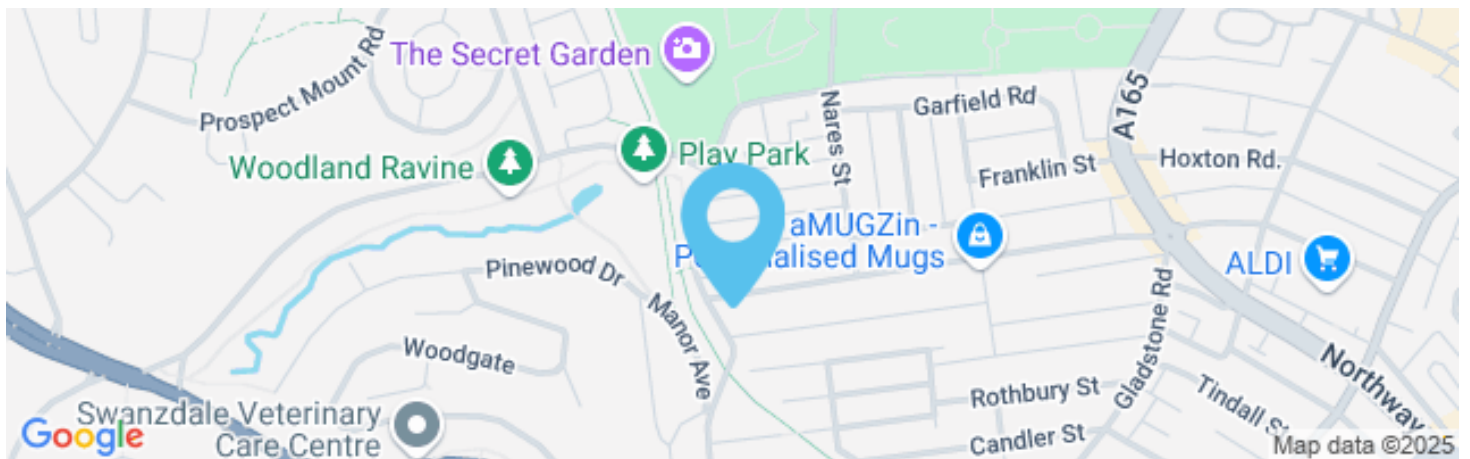 The Secret Garden
Prospect Mount Rd
Woodland Ravine
Play Park
Nares St
Garfield Rd
A165
Franklin St
Hoxton Rd.
aMUGZin -
Mugs
ALDI
Pinewood Dr
Manor Ave
Woodgate
Gladstone Rd
Northway
Rothbury St
Tindall
Candler St
Swanzdale Veterinary
Care Centre
Google
Map data ©2025